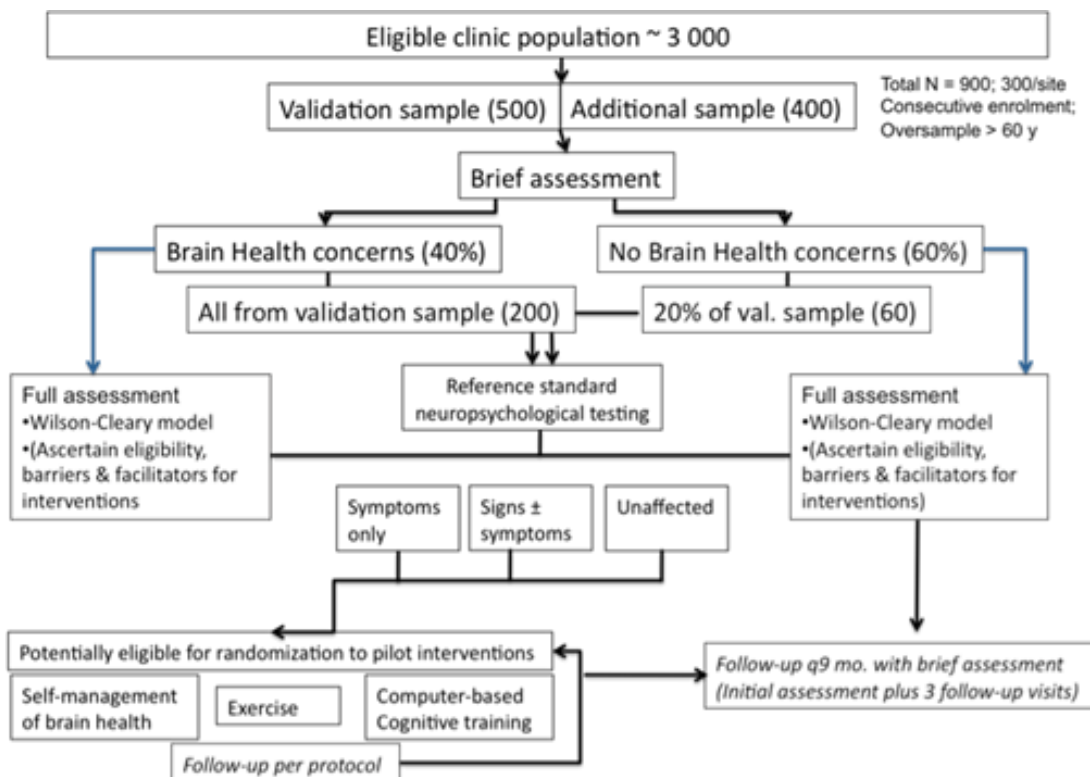 Eligible clinic population ~ 3 000
Validation sample (500)
Additional sample (400)
Total N = 900; 300/site
Consecutive enrolment;
Oversample > 60 y
Brief assessment
Brain Health concerns (40%)
No Brain Health concerns (60%)
All from validation sample (200)
20% of val. sample (60)
Full assessment
•Wilson-Cleary model
•(Ascertain eligibility,
barriers & facilitators for
interventions
Reference standard
neuropsychological testing
Full assessment
•Wilson-Cleary model
•(Ascertain eligibility,
barriers & facilitators for
interventions)
Symptoms
only
Signs ±
symptoms
Unaffected
Potentially eligible for randomization to pilot interventions
Self-management
of brain health
Exercise
Computer-based
Cognitive training
Follow-up per protocol
Follow-up q9 mo. with brief assessment
(Initial assessment plus 3 follow-up visits)